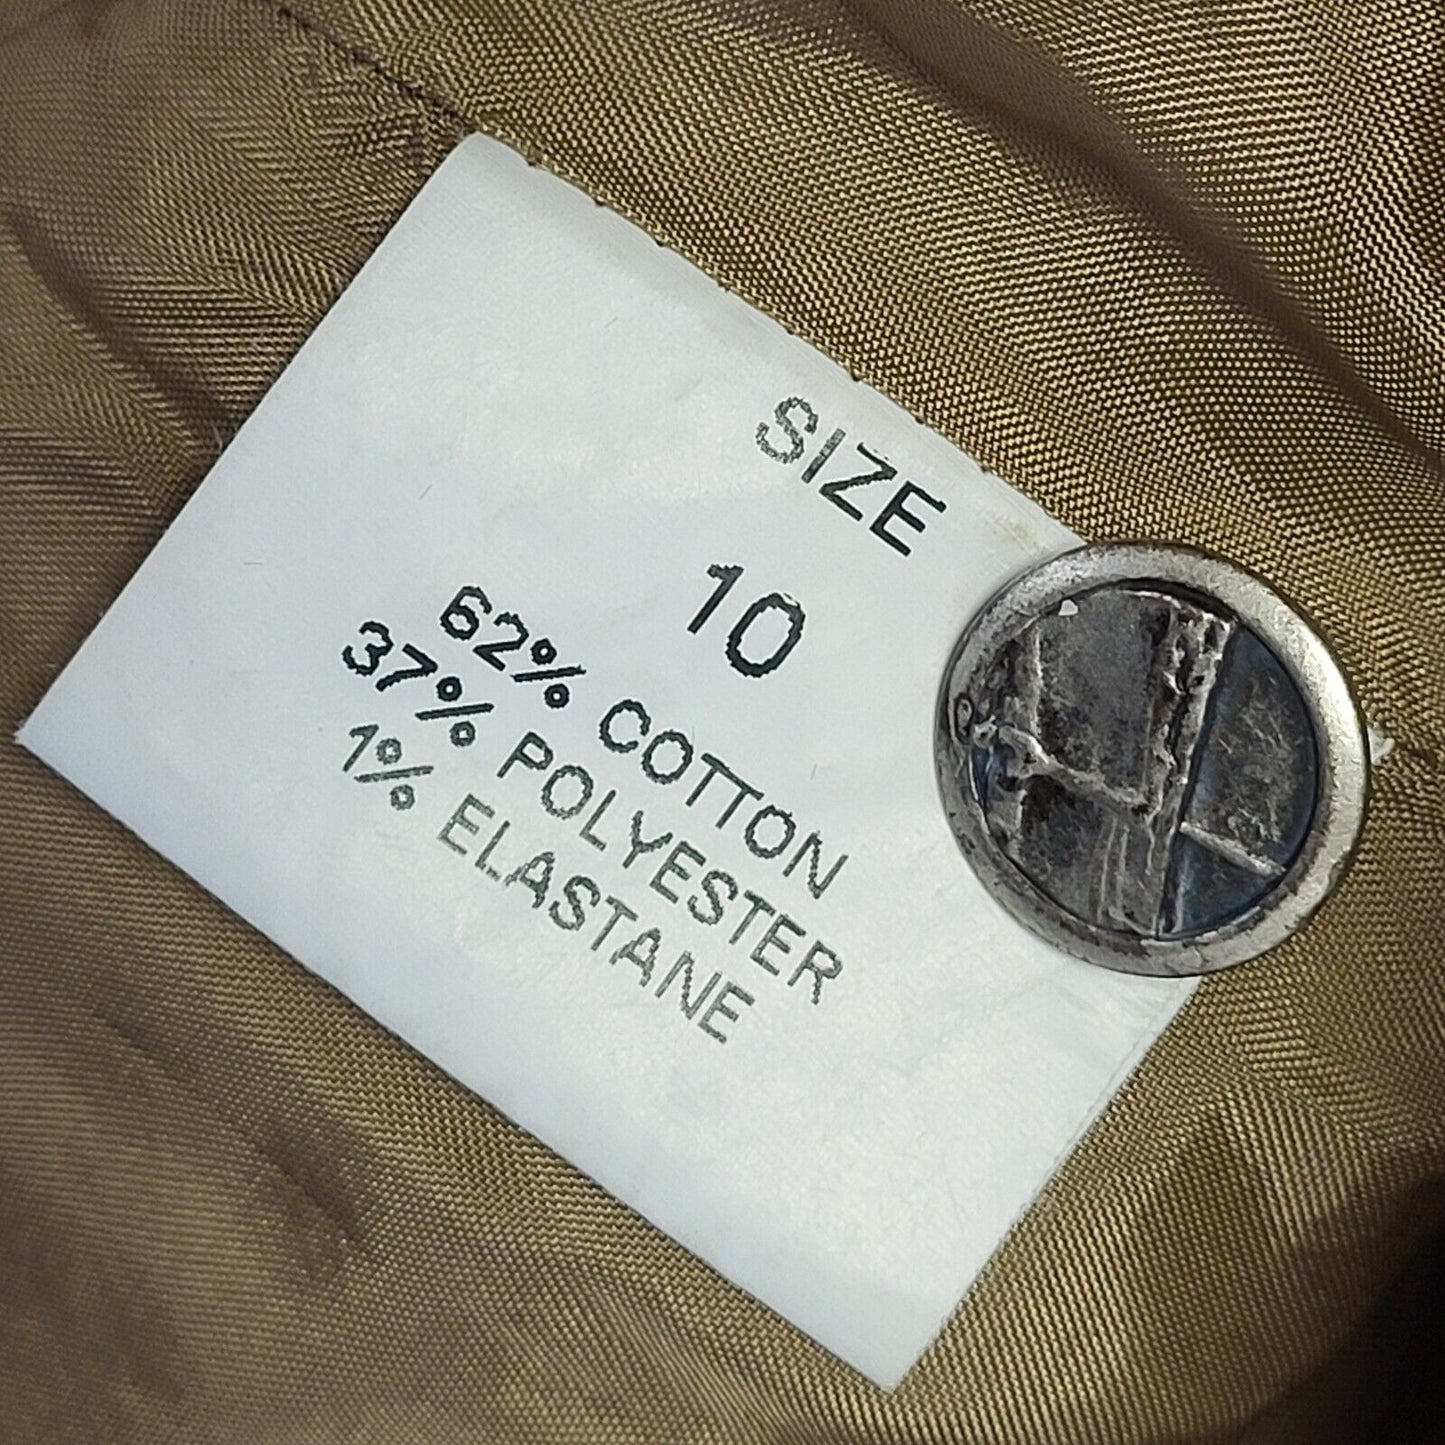 SIZE
10
62% COTTON
37% POLYESTER
1% ELASTANE